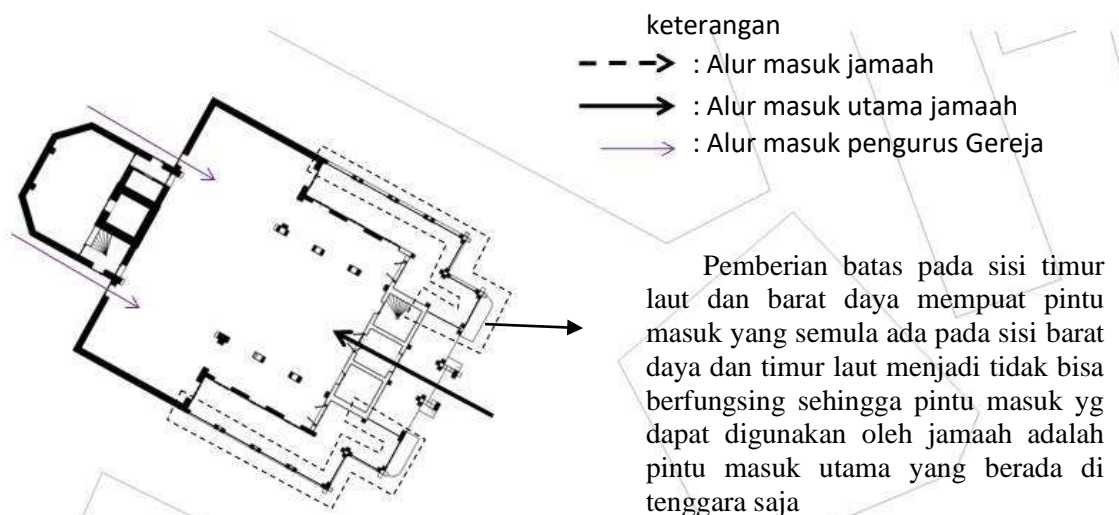 keterangan
: Alur masuk jamaah
: Alur masuk utama jamaah
: Alur masuk pengurus Gereja
Pemberian batas pada sisi timur
laut dan barat daya mempuat pintu
masuk yang semula ada pada sisi barat
daya dan timur laut menjadi tidak bisa
berfungsing sehingga pintu masuk yg
dapat digunakan oleh jamaah adalah
pintu masuk utama yang berada di
tenggara saja